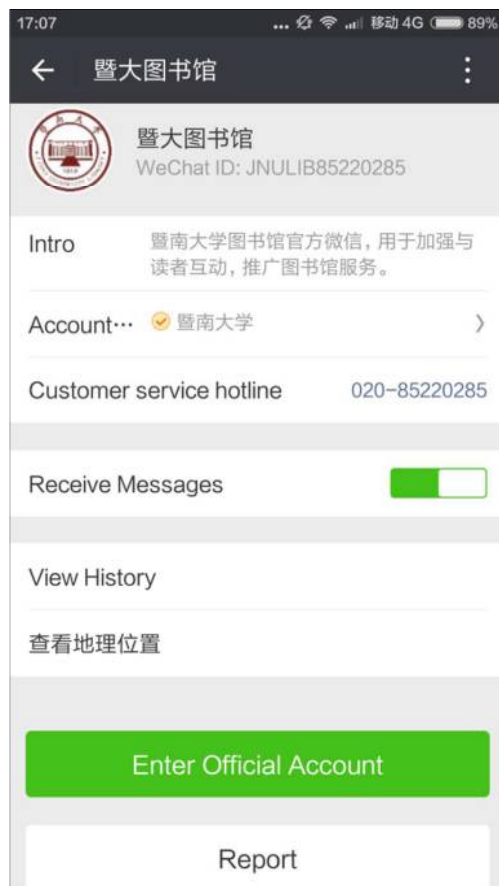 17:07 ... 移动 4G 89%
暨大图书馆
暨大图书馆
WeChat ID: JNULIB85220285
Intro 暨南大学图书馆官方微信，用于加强与
读者互动，推广图书馆服务。
Account… 暨南大学
Customer service hotline 020-85220285
Receive Messages
View History
查看地理位置
Enter Official Account
Report